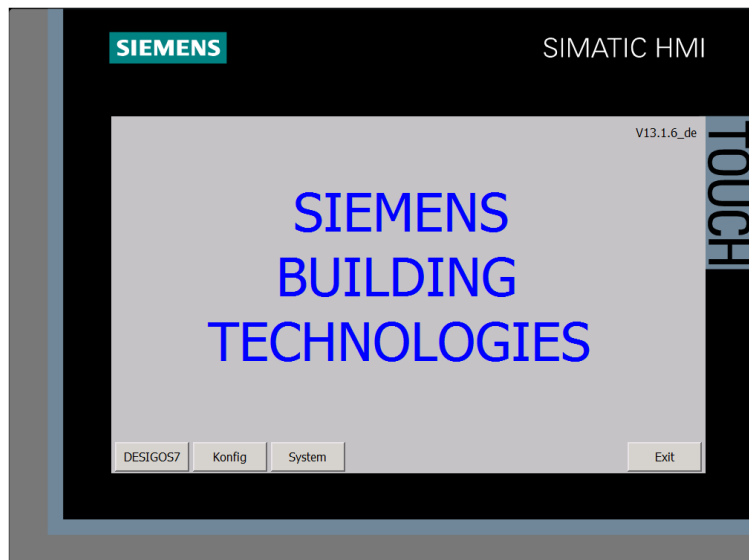 SIEMENS
SIMATIC HMI
V13.1.6_de
TOUCH
SIEMENS
BUILDING
TECHNOLOGIES
DESIGOS7
Konfig
System
Exit